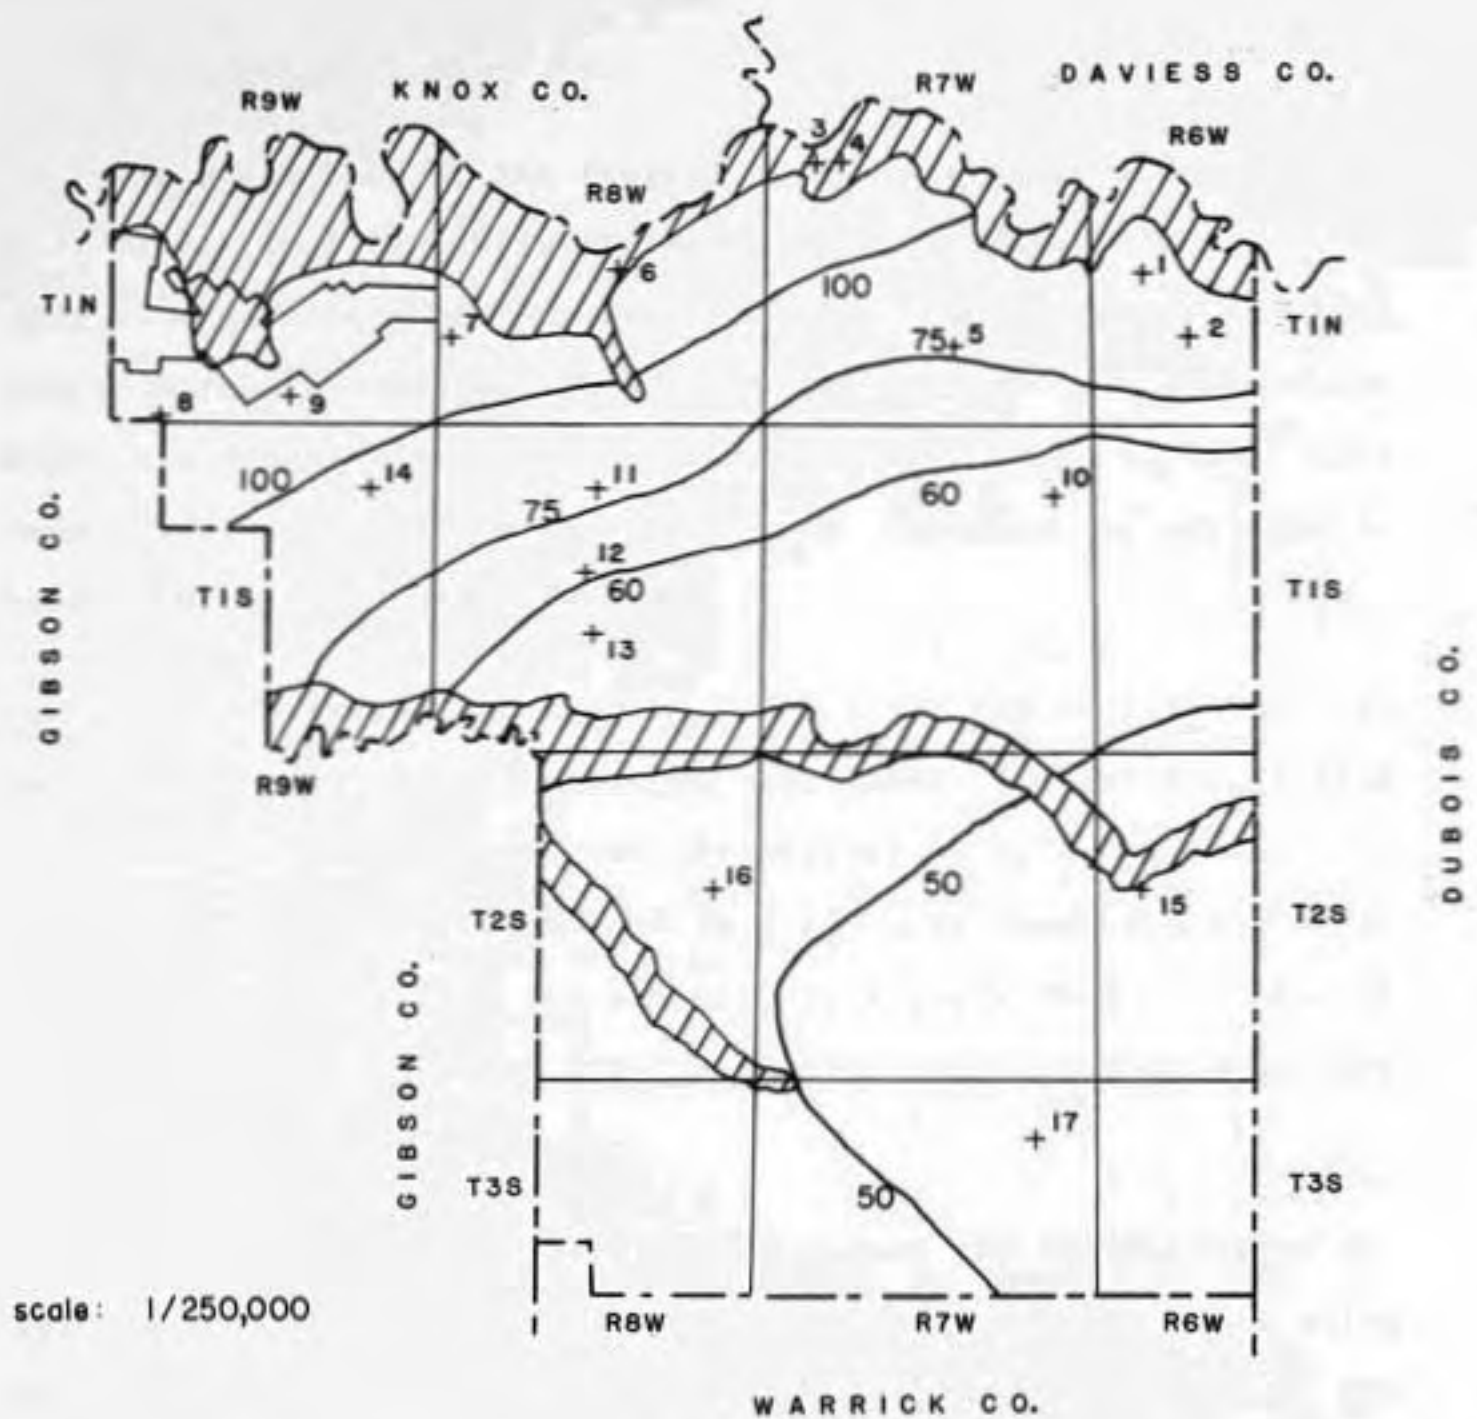 KNOX CO.
DAVIESS CO.
R9W
R7W
R6W
R8W
3
4
6
1
100
TIN
7
75
5
2
TIN
8
9
100
14
11
75
60
10
12
60
TIS
TIS
13
GIBSON CO.
DUBOIS CO.
R9W
16
50
15
T2S
T2S
GIBSON CO.
17
T3S
50
T3S
scale: 1/250,000
R8W
R7W
R6W
WARRICK CO.